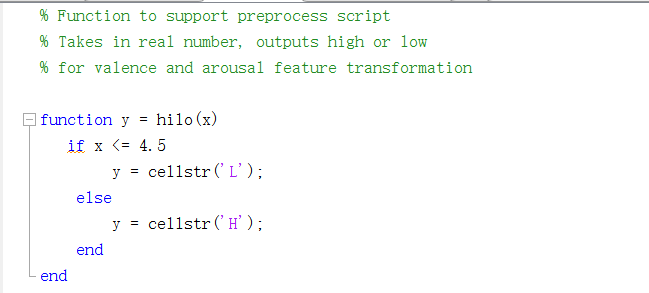 % Function to support preprocess script
% Takes in real number, outputs high or low
% for valence and arousal feature transformation
function y = hilo(x)
if x <= 4.5
y = cellstr('L');
else
y = cellstr('H');
end
end